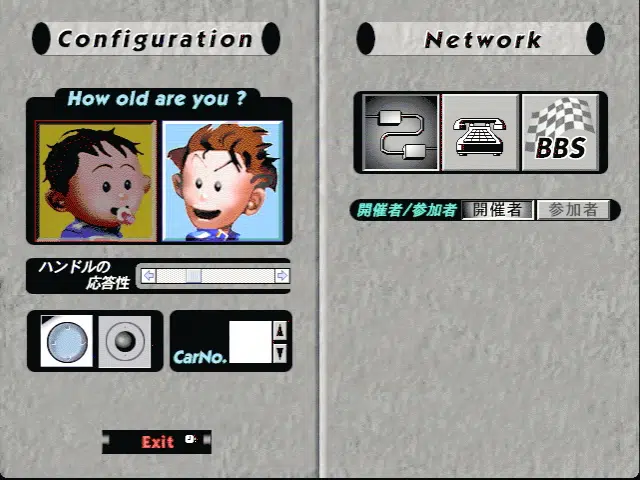 Configuration
How old are you ?
ハンドルの
応答性
CarNo.
Exit
Network
BBS
開催者/参加者 開催者 参加者